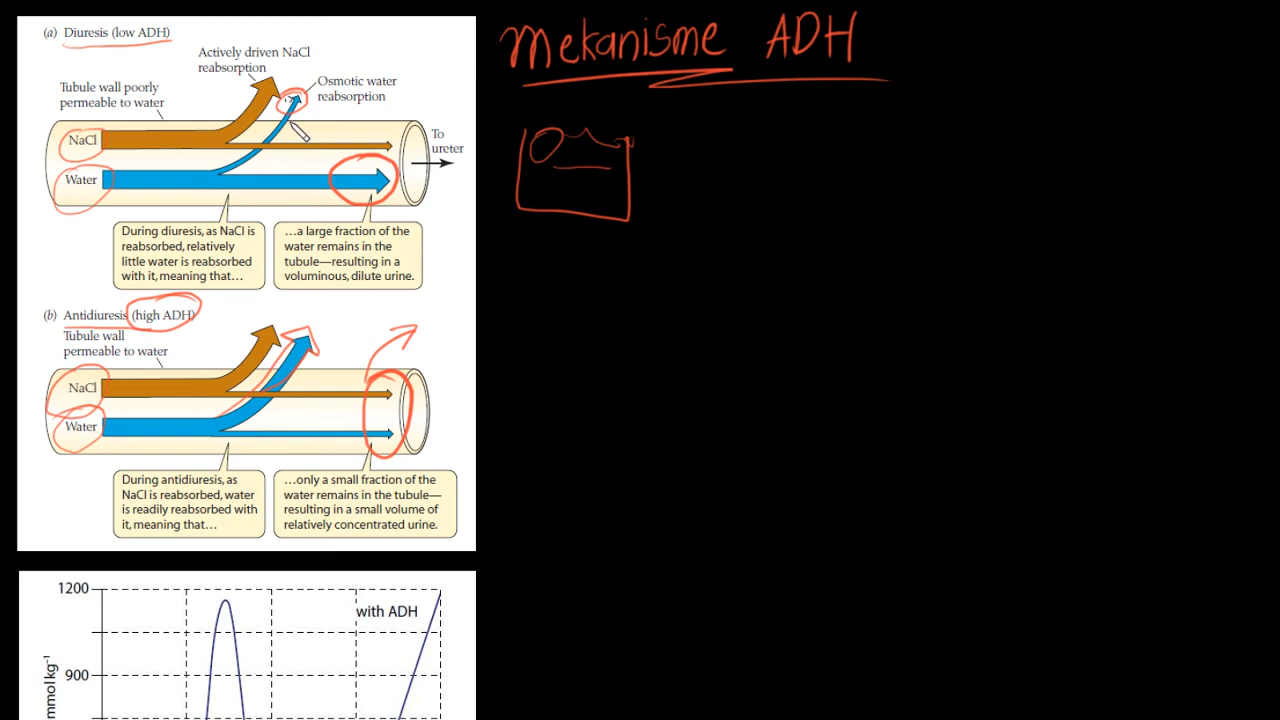 (a) Diuresis (low ADH)
Actively driven NaCl
reabsorption
Tubule wall poorly
permeable to water
Osmotic water
reabsorption
NaCl
Water
To
ureter
During diuresis, as NaCl is
reabsorbed, relatively
little water is reabsorbed
with it, meaning that…
…a large fraction of the
water remains in the
tubule—resulting in a
voluminous, dilute urine.
(b) Antidiuresis (high ADH)
Tubule wall
permeable to water
NaCl
Water
During antidiuresis, as
NaCl is reabsorbed, water
is readily reabsorbed with
it, meaning that…
…only a small fraction of the
water remains in the tubule—
resulting in a small volume of
relatively concentrated urine.
1200
with ADH
900
mmol kg⁻¹
Mekanisme ADH